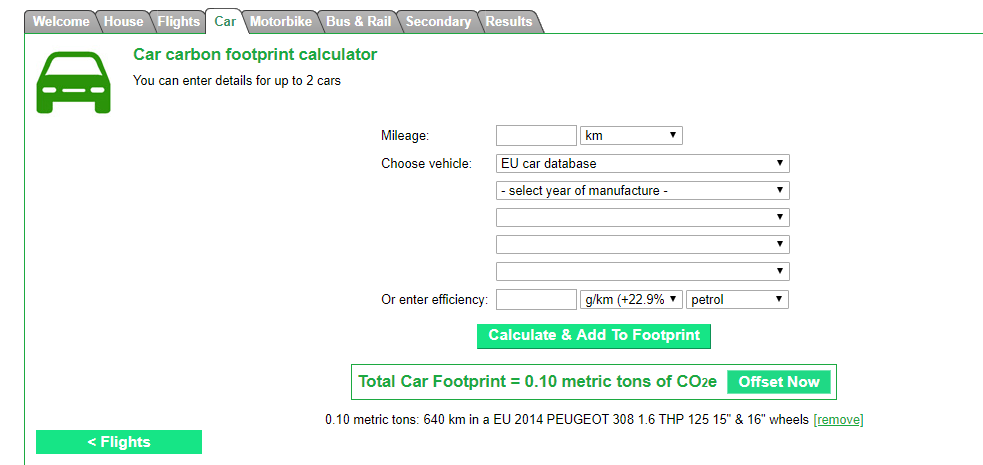 Welcome House Flights Car Motorbike Bus & Rail Secondary Results
Car carbon footprint calculator
You can enter details for up to 2 cars
Mileage: km
Choose vehicle: EU car database
- select year of manufacture -
Or enter efficiency: g/km (+22.9% petrol
Calculate & Add To Footprint
Total Car Footprint = 0.10 metric tons of CO2e Offset Now
0.10 metric tons: 640 km in a EU 2014 PEUGEOT 308 1.6 THP 125 15" & 16" wheels [remove]
< Flights